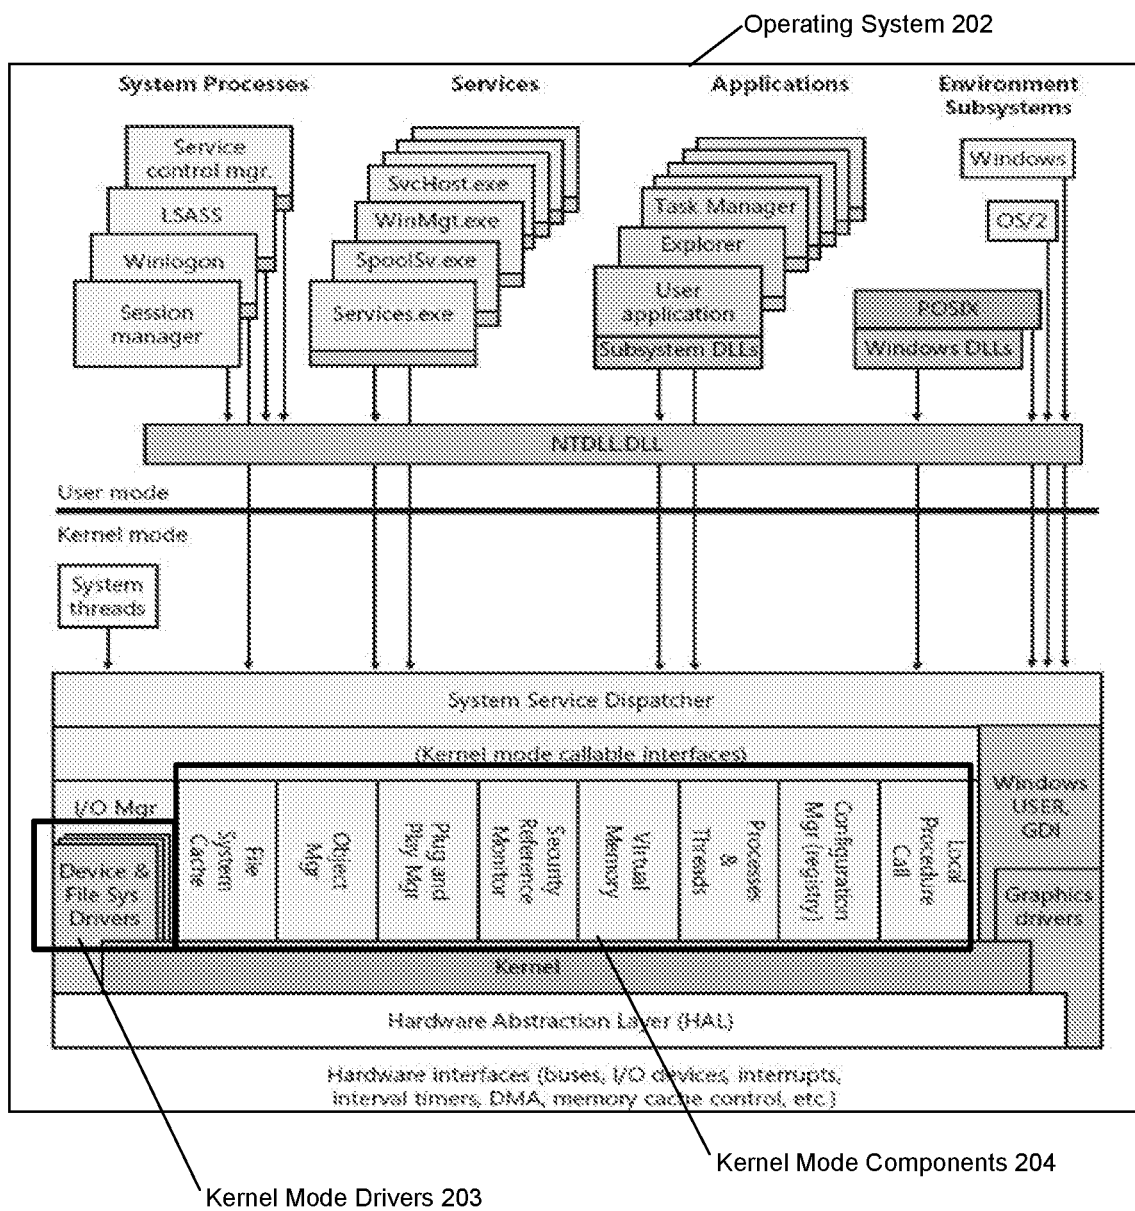 Operating System 202
System Processes
Services
Applications
Environment
Subsystems
Service
control mgr.
LSASS
Winlogon
Session
manager
SvcHost.exe
WinMgt.exe
SpoolSv.exe
Services.exe
Task Manager
Explorer
User
application
Subsystem DLLs
Windows
OS/2
POSIX
Windows DLLs
NTDLL.DLL
User mode
Kernel mode
System
threads
System Service Dispatcher
(Kernel mode callable interfaces)
I/O Mgr
Device &
File Sys.
Drivers
File
System
Cache
Object
Mgr
Plug and
Play Mgr
Security
Reference
Monitor
Virtual
Memory
Processes
&
Threads
Configuration
Mgr (registry)
Local
Procedure
Call
Windows
USER,
GDI
Graphics
drivers
Kernel
Hardware Abstraction Layer (HAL)
Hardware interfaces (buses, I/O devices, interrupts,
interval timers, DMA, memory cache control, etc.)
Kernel Mode Components 204
Kernel Mode Drivers 203